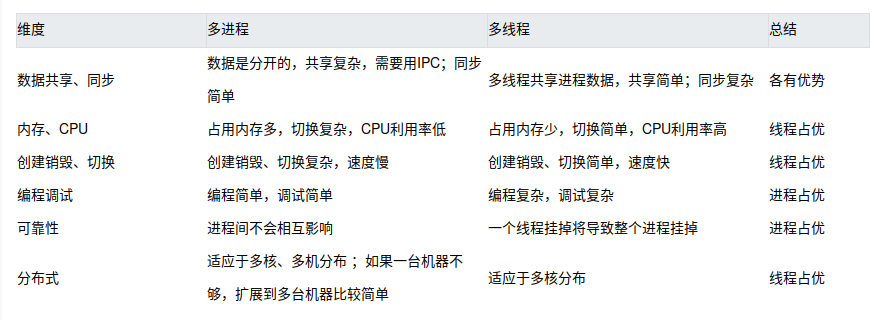 维度 多进程 多线程 总结
数据共享、同步 数据是分开的，共享复杂，需要用IPC；同步简单 多线程共享进程数据，共享简单；同步复杂 各有优势
内存、CPU 占用内存多，切换复杂，CPU利用率低 占用内存少，切换简单，CPU利用率高 线程占优
创建销毁、切换 创建销毁、切换复杂，速度慢 创建销毁、切换简单，速度快 线程占优
编程调试 编程简单，调试简单 编程复杂，调试复杂 进程占优
可靠性 进程间不会相互影响 一个线程挂掉将导致整个进程挂掉 进程占优
分布式 适应于多核、多机分布 ；如果一台机器不够，扩展到多台机器比较简单 适应于多核分布 线程占优